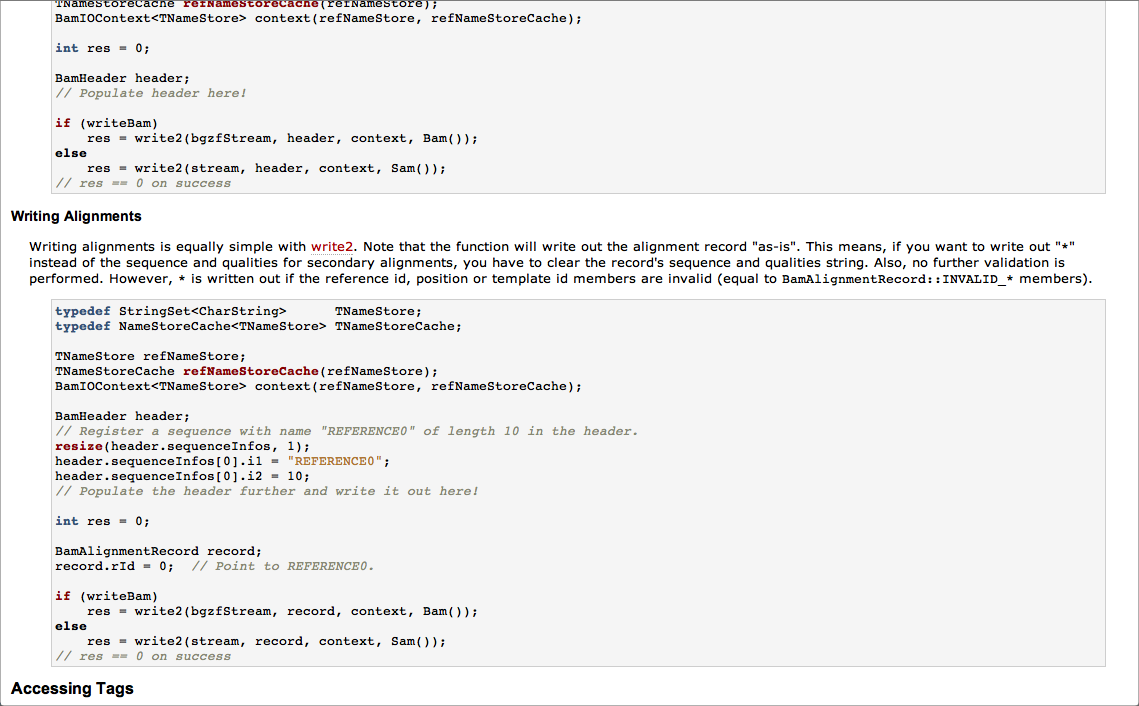 TNameStoreCache refNameStoreCache(refNameStore);
BamIOContext<TNameStore> context(refNameStore, refNameStoreCache);

int res = 0;

BamHeader header;
// Populate header here!

if (writeBam)
    res = write2(bgzfStream, header, context, Bam());
else
    res = write2(stream, header, context, Sam());
// res == 0 on success
Writing Alignments
Writing alignments is equally simple with write2. Note that the function will write out the alignment record "as-is". This means, if you want to write out "*"
instead of the sequence and qualities for secondary alignments, you have to clear the record's sequence and qualities string. Also, no further validation is
performed. However, * is written out if the reference id, position or template id members are invalid (equal to BamAlignmentRecord::INVALID_* members).
typedef StringSet<CharString>      TNameStore;
typedef NameStoreCache<TNameStore> TNameStoreCache;

TNameStore refNameStore;
TNameStoreCache refNameStoreCache(refNameStore);
BamIOContext<TNameStore> context(refNameStore, refNameStoreCache);

BamHeader header;
// Register a sequence with name "REFERENCE0" of length 10 in the header.
resize(header.sequenceInfos, 1);
header.sequenceInfos[0].i1 = "REFERENCE0";
header.sequenceInfos[0].i2 = 10;
// Populate the header further and write it out here!

int res = 0;

BamAlignmentRecord record;
record.rId = 0;  // Point to REFERENCE0.

if (writeBam)
    res = write2(bgzfStream, record, context, Bam());
else
    res = write2(stream, record, context, Sam());
// res == 0 on success
Accessing Tags